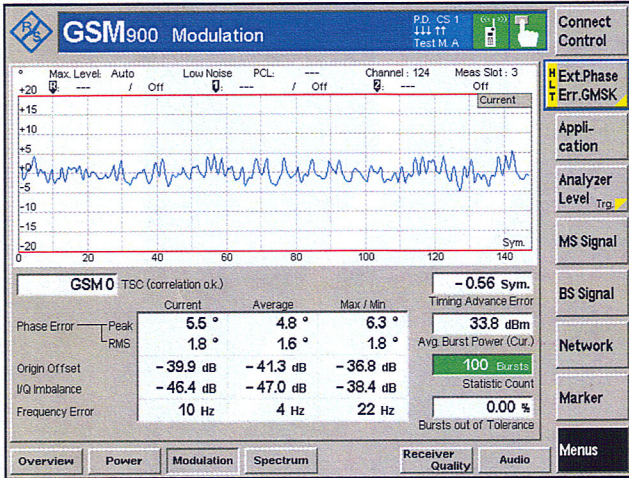 R&S GSM900 Modulation P.D. CS 1 Connect Control
Test M. A
° Max. Level: Auto Low Noise PCL: --- Channel : 124 Meas Slot : 3
--- / Off 1: --- / Off 2: --- Off
Current
+20
+15
+10
+5
-5
-10
-15
-20
Sym.
0 20 40 60 80 100 120 140
GSM 0 TSC (correlation o.k.)
Current Average Max / Min
Phase Error Peak 5.5 ° 4.8 ° 6.3 °
RMS 1.8 ° 1.6 ° 1.8 °
Origin Offset - 39.9 dB - 41.3 dB - 36.8 dB
I/Q Imbalance - 46.4 dB - 47.0 dB - 38.4 dB
Frequency Error 10 Hz 4 Hz 22 Hz
- 0.56 Sym.
Timing Advance Error
33.8 dBm
Avg. Burst Power (Cur.)
100 Bursts
Statistic Count
0.00 %
Bursts out of Tolerance
H L T Ext.Phase Err.GMSK
Appli-
cation
Analyzer
Level Trg.
MS Signal
BS Signal
Network
Marker
Menus
Overview Power Modulation Spectrum Receiver Quality Audio